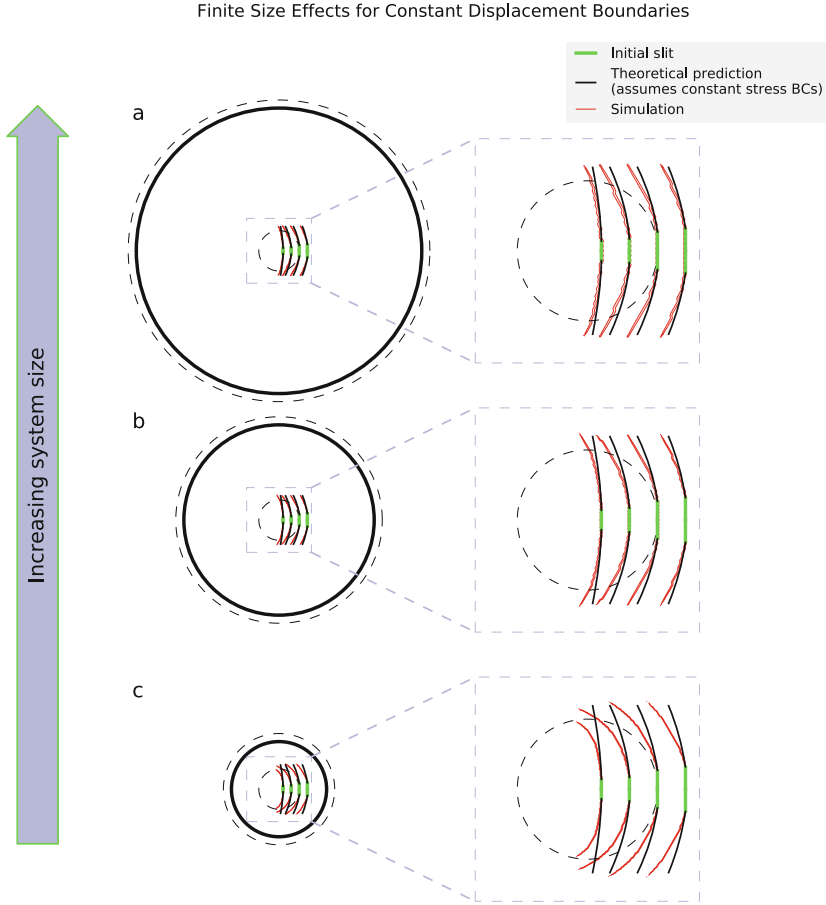 Finite Size Effects for Constant Displacement Boundaries
Initial slit
Theoretical prediction
(assumes constant stress BCs)
Simulation
a
b
c
Increasing system size